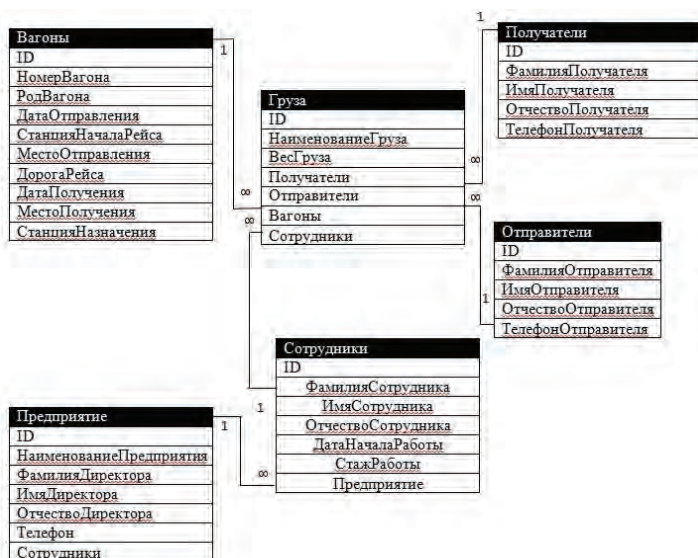 Вагоны
ID
НомерВагона
РодВагона
ДатаОтправления
СтанцияНачалаРейса
МестоОтправления
ДорогаРейса
ДатаПолучения
МестоПолучения
СтанцияНазначения
1
Груза
ID
НаименованиеГруза
ВесГруза
Получатели
Отправители
Вагоны
Сотрудники
∞
∞
∞
∞
1
Получатели
ID
ФамилияПолучателя
ИмяПолучателя
ОтчествоПолучателя
ТелефонПолучателя
Отправители
ID
ФамилияОтправителя
ИмяОтправителя
ОтчествоОтправителя
ТелефонОтправителя
1
Сотрудники
ID
ФамилияСотрудника
ИмяСотрудника
ОтчествоСотрудника
ДатаНачалаРаботы
СтажРаботы
Предприятие
1
∞
Предприятие
ID
НаименованиеПредприятия
ФамилияДиректора
ИмяДиректора
ОтчествоДиректора
Телефон
Сотрудники
1